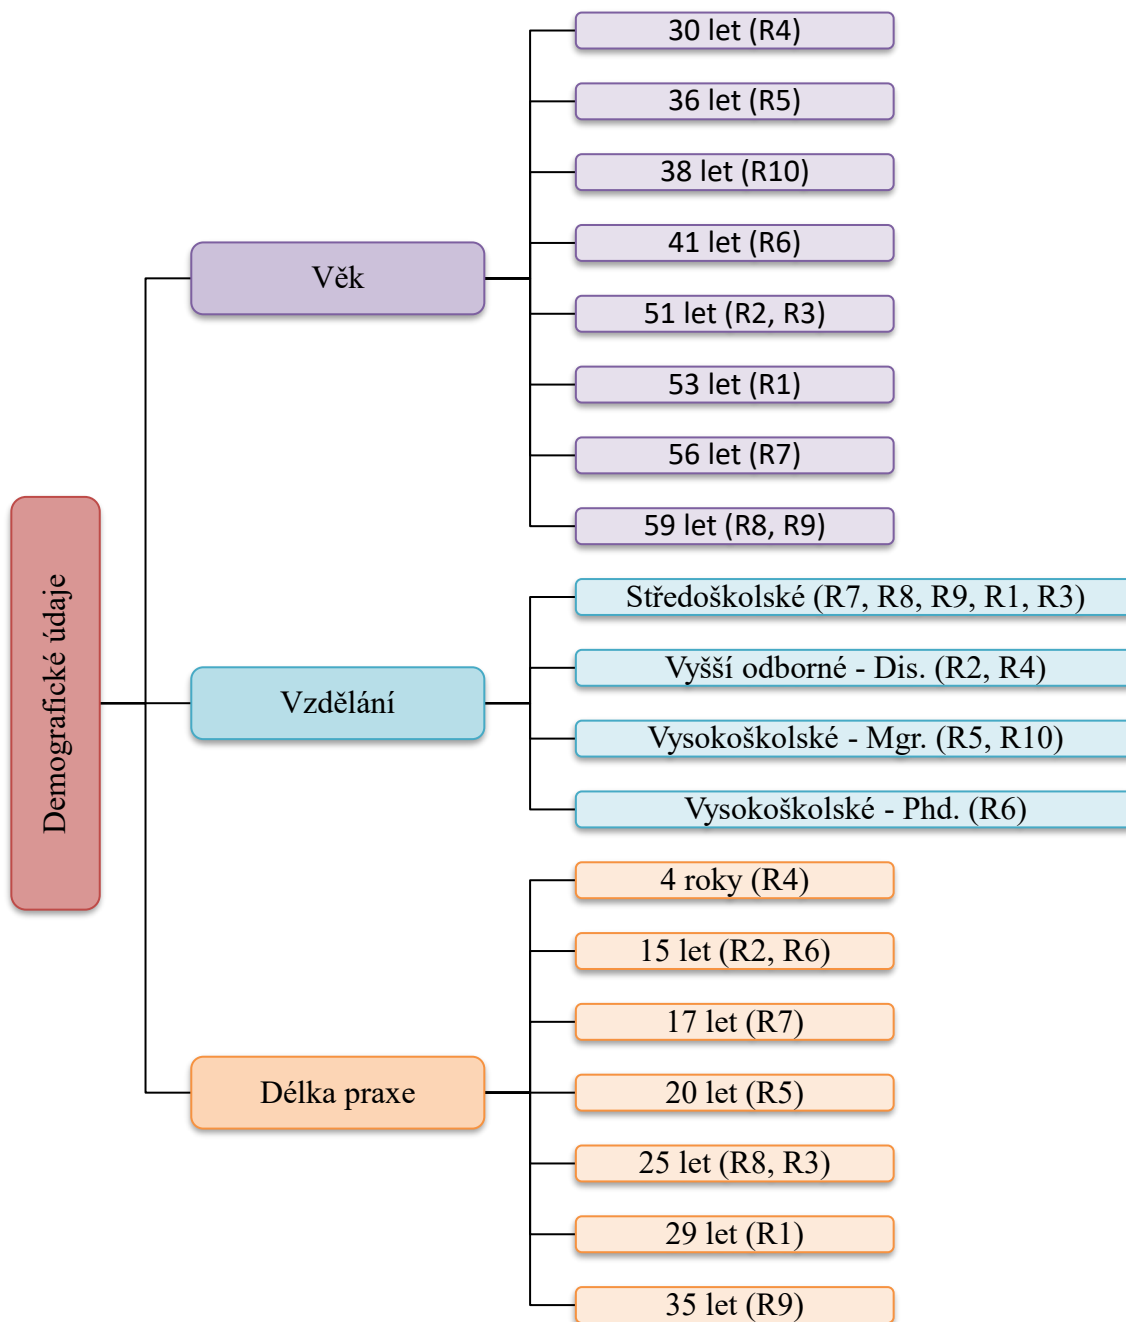 Demografické údaje
Věk
30 let (R4)
36 let (R5)
38 let (R10)
41 let (R6)
51 let (R2, R3)
53 let (R1)
56 let (R7)
59 let (R8, R9)
Vzdělání
Středoškolské (R7, R8, R9, R1, R3)
Vyšší odborné - Dis. (R2, R4)
Vysokoškolské - Mgr. (R5, R10)
Vysokoškolské - Phd. (R6)
Délka praxe
4 roky (R4)
15 let (R2, R6)
17 let (R7)
20 let (R5)
25 let (R8, R3)
29 let (R1)
35 let (R9)